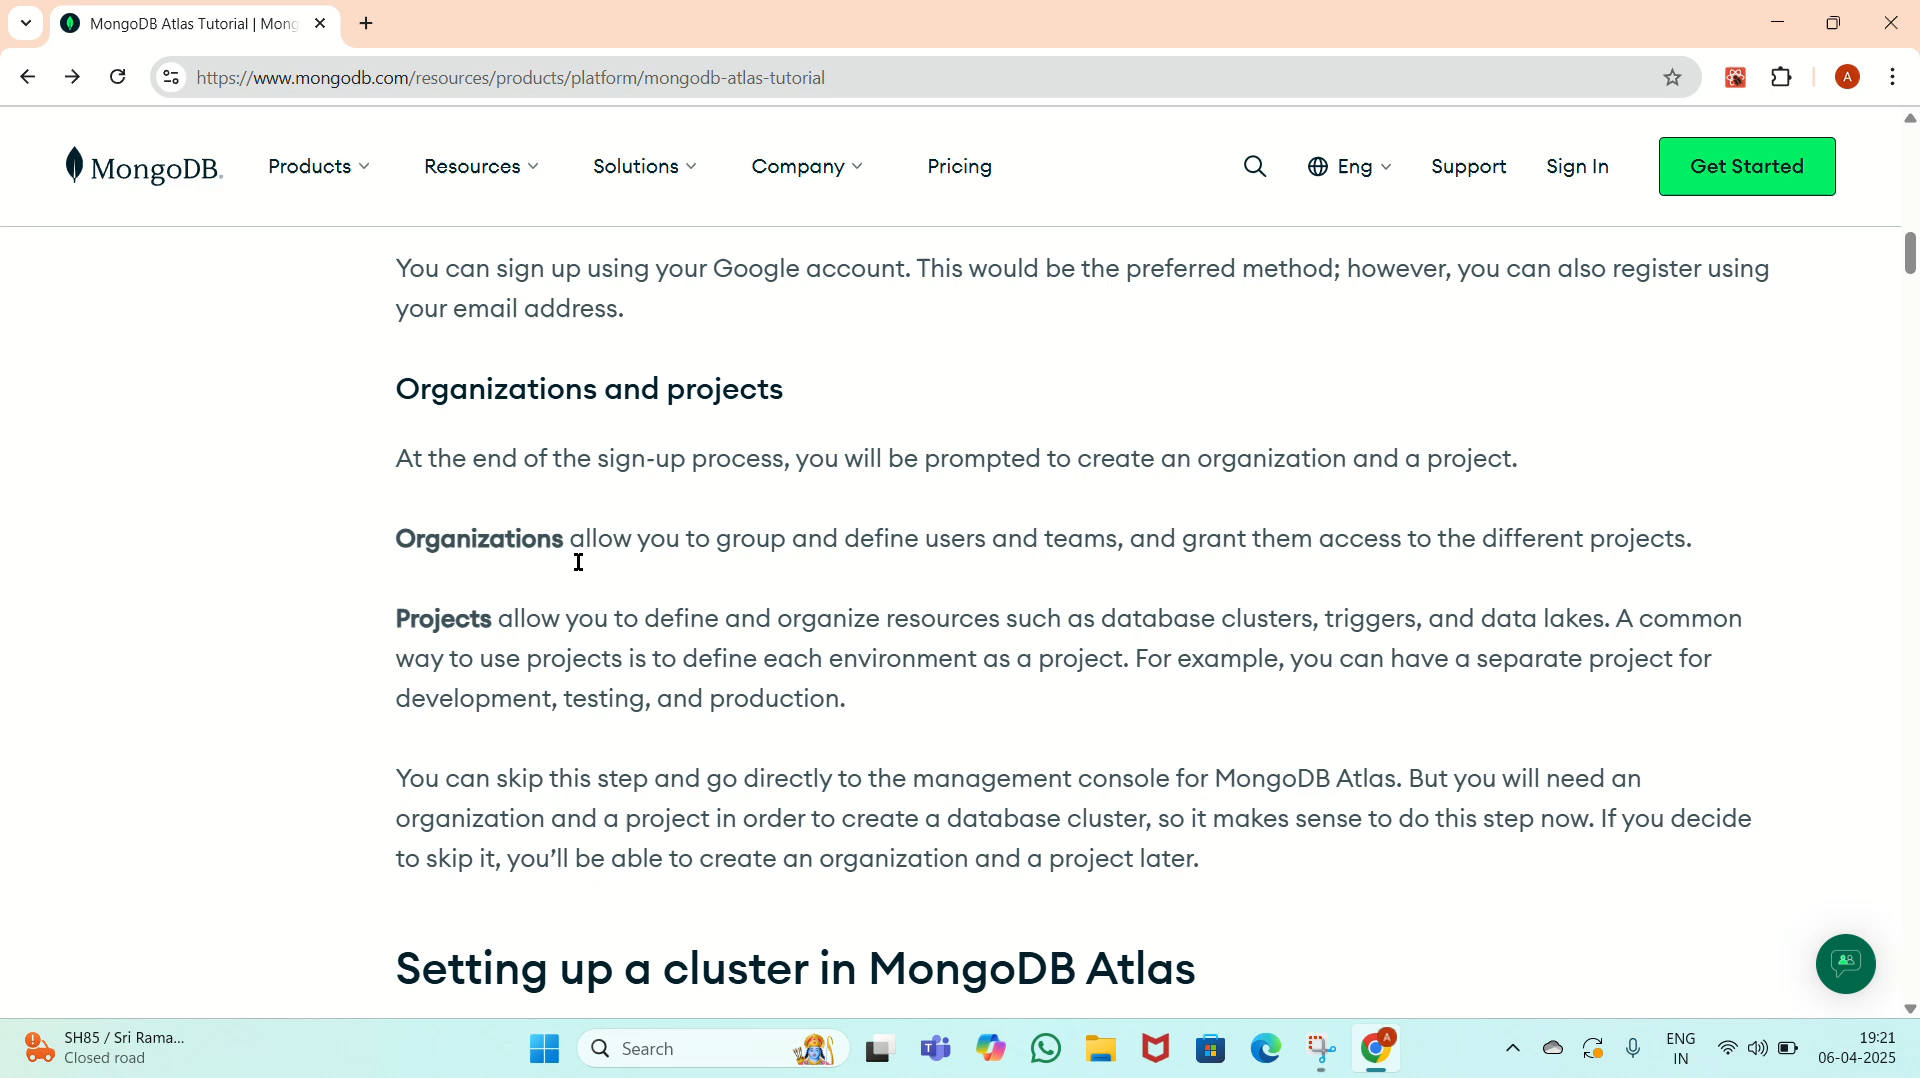 MongoDB Atlas Tutorial | Mong
https://www.mongodb.com/resources/products/platform/mongodb-atlas-tutorial
A
MongoDB.
Products
Resources
Solutions
Company
Pricing
Eng
Support
Sign In
Get Started
You can sign up using your Google account. This would be the preferred method; however, you can also register using
your email address.
Organizations and projects
At the end of the sign-up process, you will be prompted to create an organization and a project.
Organizations allow you to group and define users and teams, and grant them access to the different projects.
Projects allow you to define and organize resources such as database clusters, triggers, and data lakes. A common
way to use projects is to define each environment as a project. For example, you can have a separate project for
development, testing, and production.
You can skip this step and go directly to the management console for MongoDB Atlas. But you will need an
organization and a project in order to create a database cluster, so it makes sense to do this step now. If you decide
to skip it, you’ll be able to create an organization and a project later.
Setting up a cluster in MongoDB Atlas
SH85 / Sri Rama...
Closed road
Search
A
ENG
IN
19:21
06-04-2025